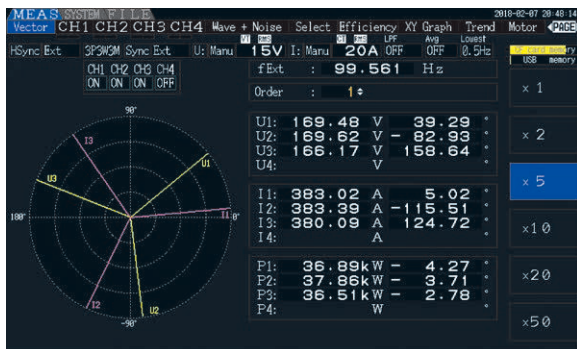 MEAS SYSTEM FILE 2018-02-07 20:48:14
Vector CH1 CH2 CH3 CH4 Wave + Noise Select Efficiency XY Graph Trend Motor ◀PAGE
HSync Ext 3P3W3M Sync Ext U: Manu 15V I: Manu 20A LPF OFF Avg OFF Lowest 0.5Hz
CF card memory
USB memory
CH1 CH2 CH3 CH4
ON ON ON OFF
fExt : 99.561 Hz
Order : 1
U1: 169.48 V 39.29 °
U2: 169.62 V - 82.93 °
U3: 166.17 V 158.64 °
U4: V °
I1: 383.02 A 5.02 °
I2: 383.39 A -115.51 °
I3: 380.09 A 124.72 °
I4: A °
P1: 36.89kW - 4.27 °
P2: 37.86kW - 3.71 °
P3: 36.51kW - 2.78 °
P4: W °
90°
I3
U1
U3
180°
I1
0°
I2
U2
-90°
× 1
× 2
× 5
×10
×20
×50